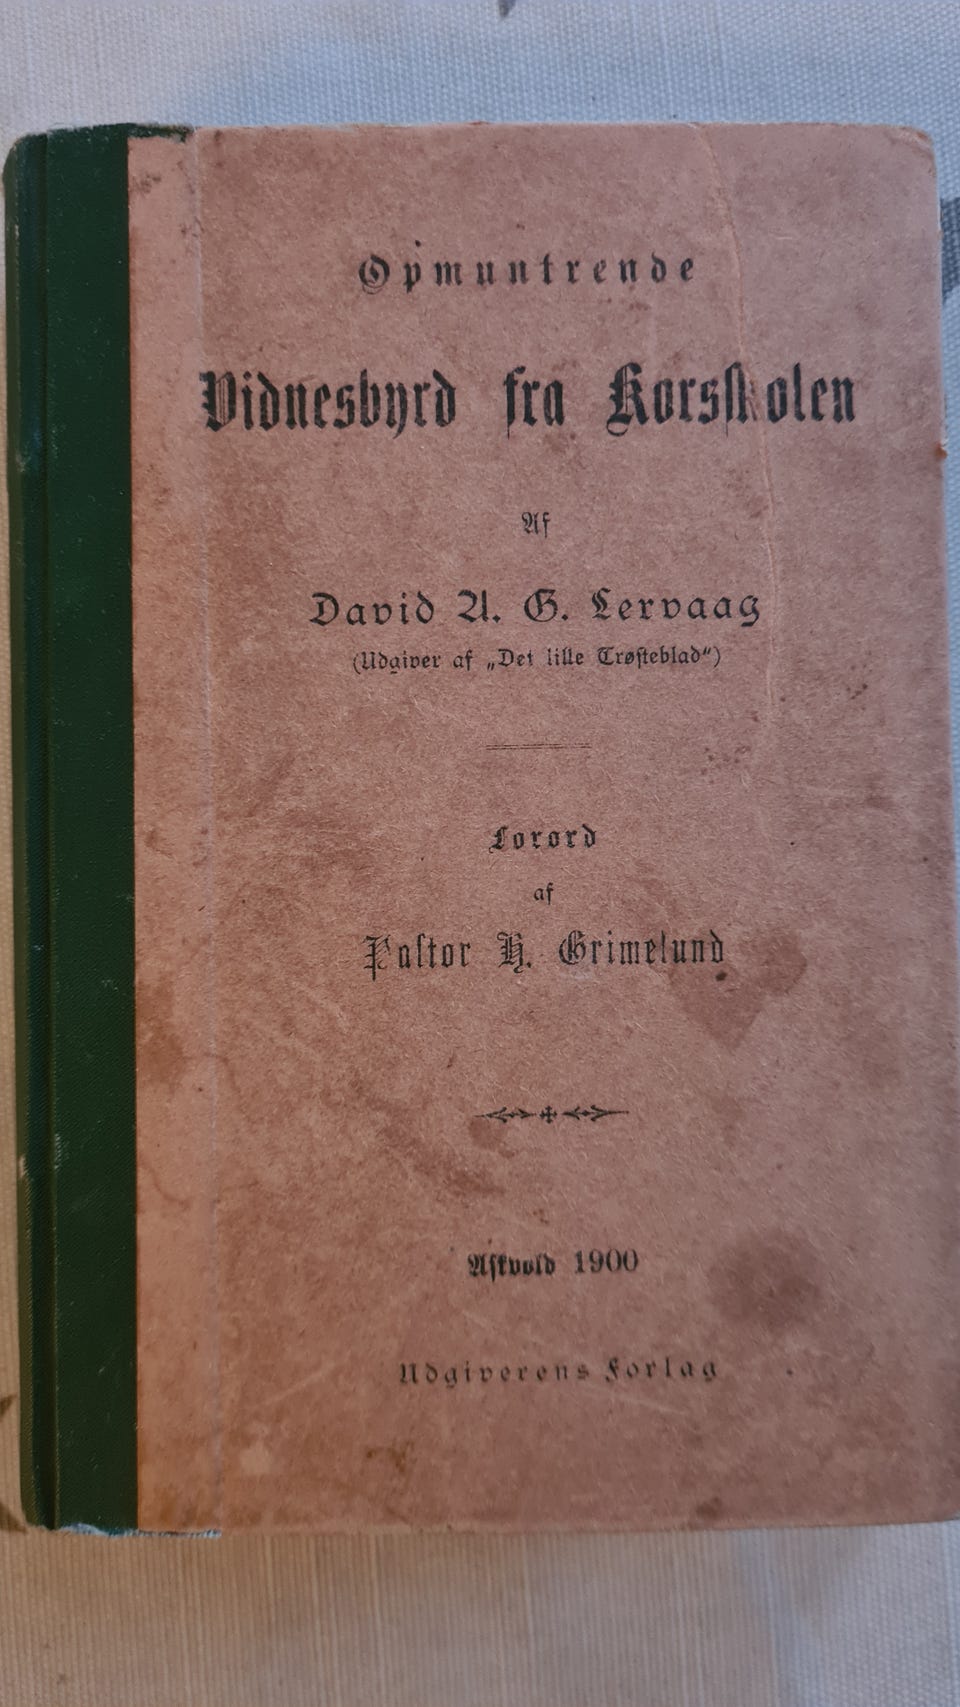 Opmuntrende
Vidnesbyrd fra Korsskolen
Af
David A. G. Lervaag
(Udgiver af „Det lille Trøsteblad“)
Forord
af
Pastor H. Grimelund
Askvold 1900
Udgiverens Forlag